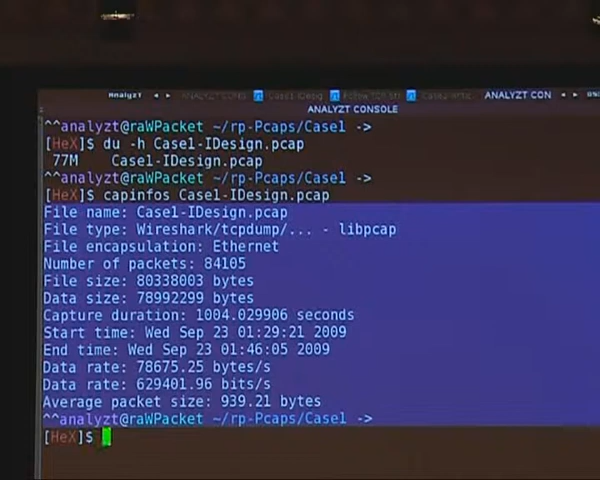 AnalyzT ANALYZT CON
ANALYZT CONSOLE
^^analyzt@raWPacket ~/rp-Pcaps/Case1 ->
[HeX]$ du -h Case1-IDesign.pcap
77M Case1-IDesign.pcap
^^analyzt@raWPacket ~/rp-Pcaps/Case1 ->
[HeX]$ capinfos Case1-IDesign.pcap
File name: Case1-IDesign.pcap
File type: Wireshark/tcpdump/... - libpcap
File encapsulation: Ethernet
Number of packets: 84105
File size: 80338003 bytes
Data size: 78992299 bytes
Capture duration: 1004.029906 seconds
Start time: Wed Sep 23 01:29:21 2009
End time: Wed Sep 23 01:46:05 2009
Data rate: 78675.25 bytes/s
Data rate: 629401.96 bits/s
Average packet size: 939.21 bytes
^^analyzt@raWPacket ~/rp-Pcaps/Case1 ->
[HeX]$